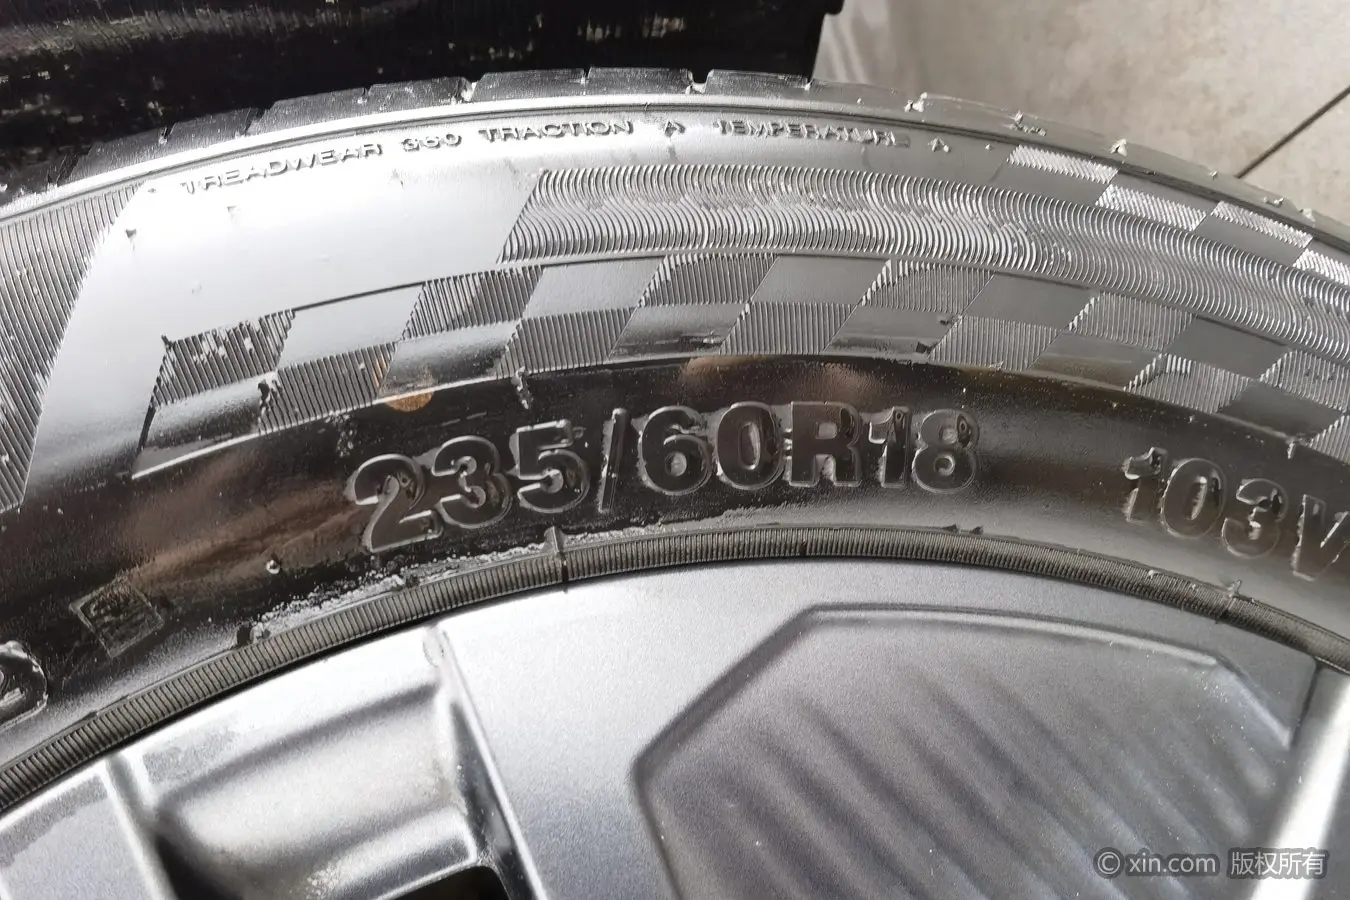 TREADWEAR 360 TRACTION A TEMPERATURE A
235/60R18 103V
© xin.com 版权所有